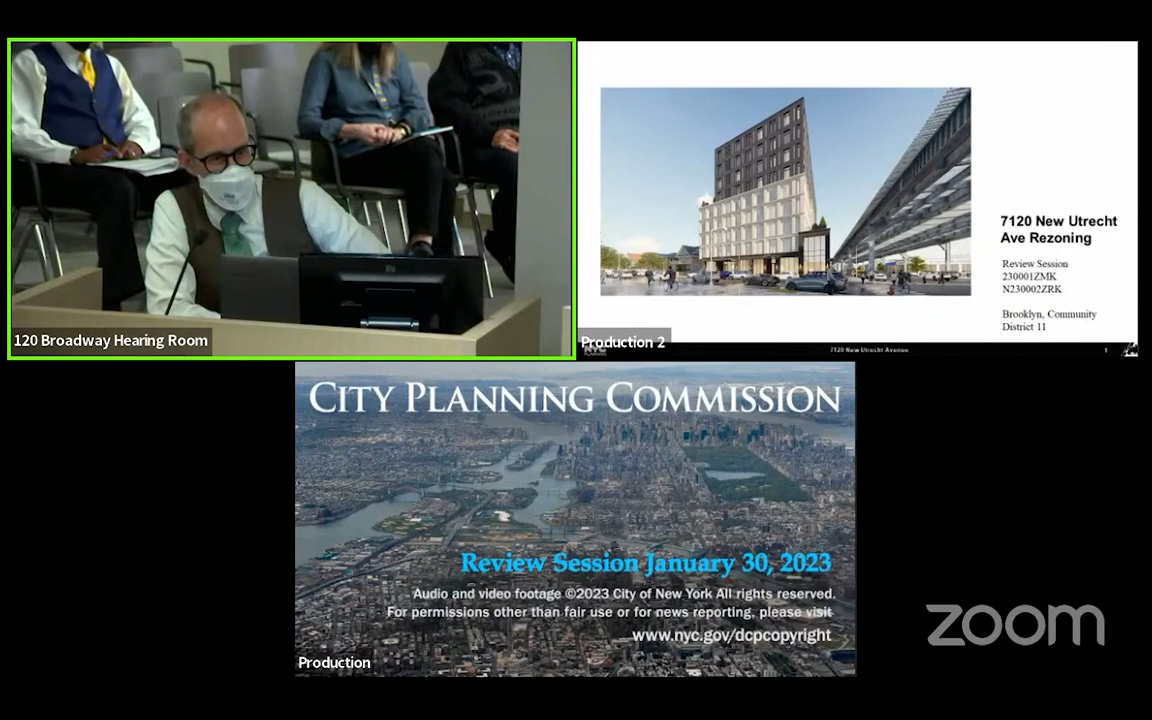 120 Broadway Hearing Room
7120 New Utrecht
Ave Rezoning
Review Session
230001ZMK
N230002ZRK
Brooklyn, Community
District 11
Production 2
NYC
PLANNING
7120 New Utrecht Avenue
1
CITY PLANNING COMMISSION
Review Session January 30, 2023
Audio and video footage ©2023 City of New York All rights reserved.
For permissions other than fair use or for news reporting, please visit
www.nyc.gov/dcpcopyright
Production
zoom